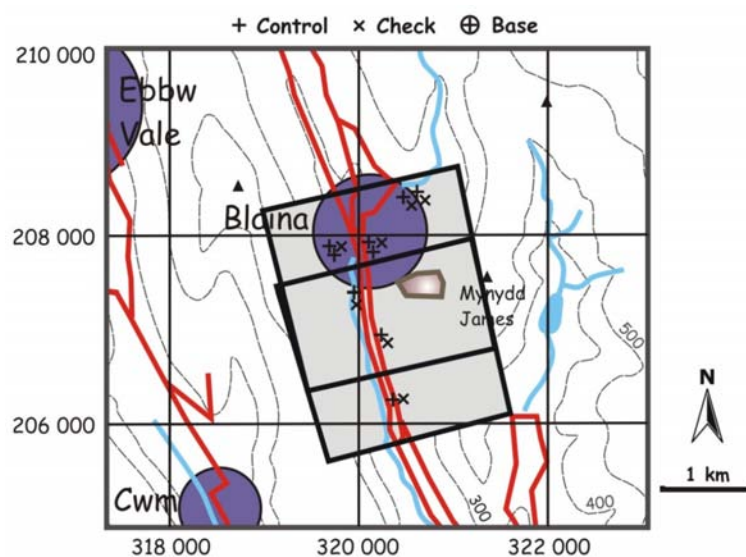 + Control × Check ⊕ Base
210 000
Ebbw
Vale
Blaina
208 000
Mynydd
James
500
206 000
N
1 km
Cwm
300
400
318 000 320 000 322 000